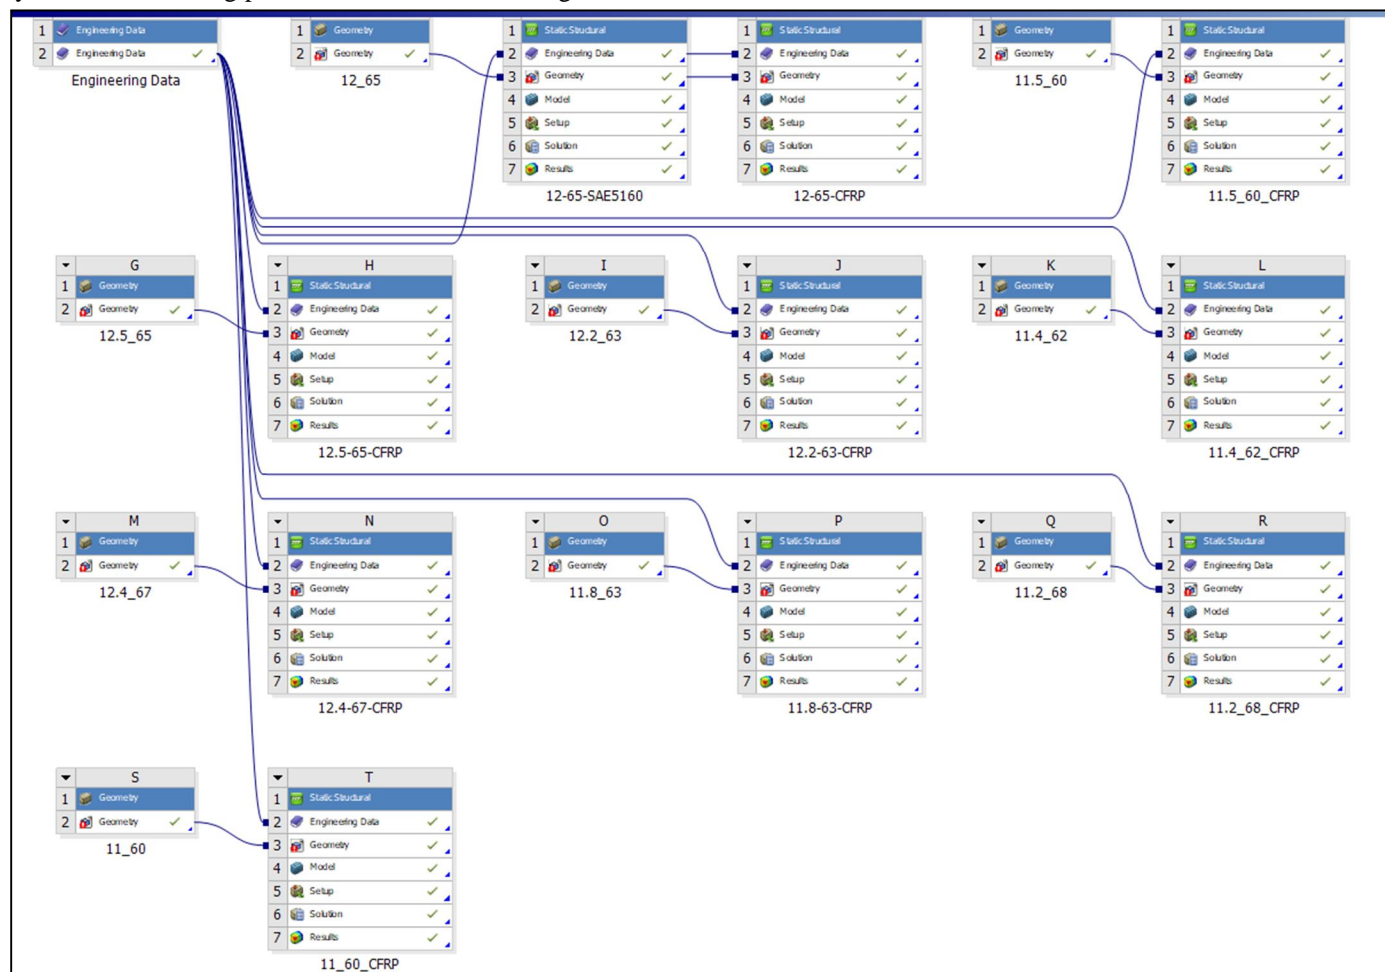 1 Engineering Data
2 Engineering Data
Engineering Data
1 Geometry
2 Geometry
12_65
1 Static Structural
2 Engineering Data
3 Geometry
4 Model
5 Setup
6 Solution
7 Results
12-65-SAE5160
1 Static Structural
2 Engineering Data
3 Geometry
4 Model
5 Setup
6 Solution
7 Results
12-65-CFRP
1 Geometry
2 Geometry
11.5_60
1 Static Structural
2 Engineering Data
3 Geometry
4 Model
5 Setup
6 Solution
7 Results
11.5_60_CFRP
G
1 Geometry
2 Geometry
12.5_65
H
1 Static Structural
2 Engineering Data
3 Geometry
4 Model
5 Setup
6 Solution
7 Results
12.5-65-CFRP
I
1 Geometry
2 Geometry
12.2_63
J
1 Static Structural
2 Engineering Data
3 Geometry
4 Model
5 Setup
6 Solution
7 Results
12.2-63-CFRP
K
1 Geometry
2 Geometry
11.4_62
L
1 Static Structural
2 Engineering Data
3 Geometry
4 Model
5 Setup
6 Solution
7 Results
11.4_62_CFRP
M
1 Geometry
2 Geometry
12.4_67
N
1 Static Structural
2 Engineering Data
3 Geometry
4 Model
5 Setup
6 Solution
7 Results
12.4-67-CFRP
O
1 Geometry
2 Geometry
11.8_63
P
1 Static Structural
2 Engineering Data
3 Geometry
4 Model
5 Setup
6 Solution
7 Results
11.8-63-CFRP
Q
1 Geometry
2 Geometry
11.2_68
R
1 Static Structural
2 Engineering Data
3 Geometry
4 Model
5 Setup
6 Solution
7 Results
11.2_68_CFRP
S
1 Geometry
2 Geometry
11_60
T
1 Static Structural
2 Engineering Data
3 Geometry
4 Model
5 Setup
6 Solution
7 Results
11_60_CFRP